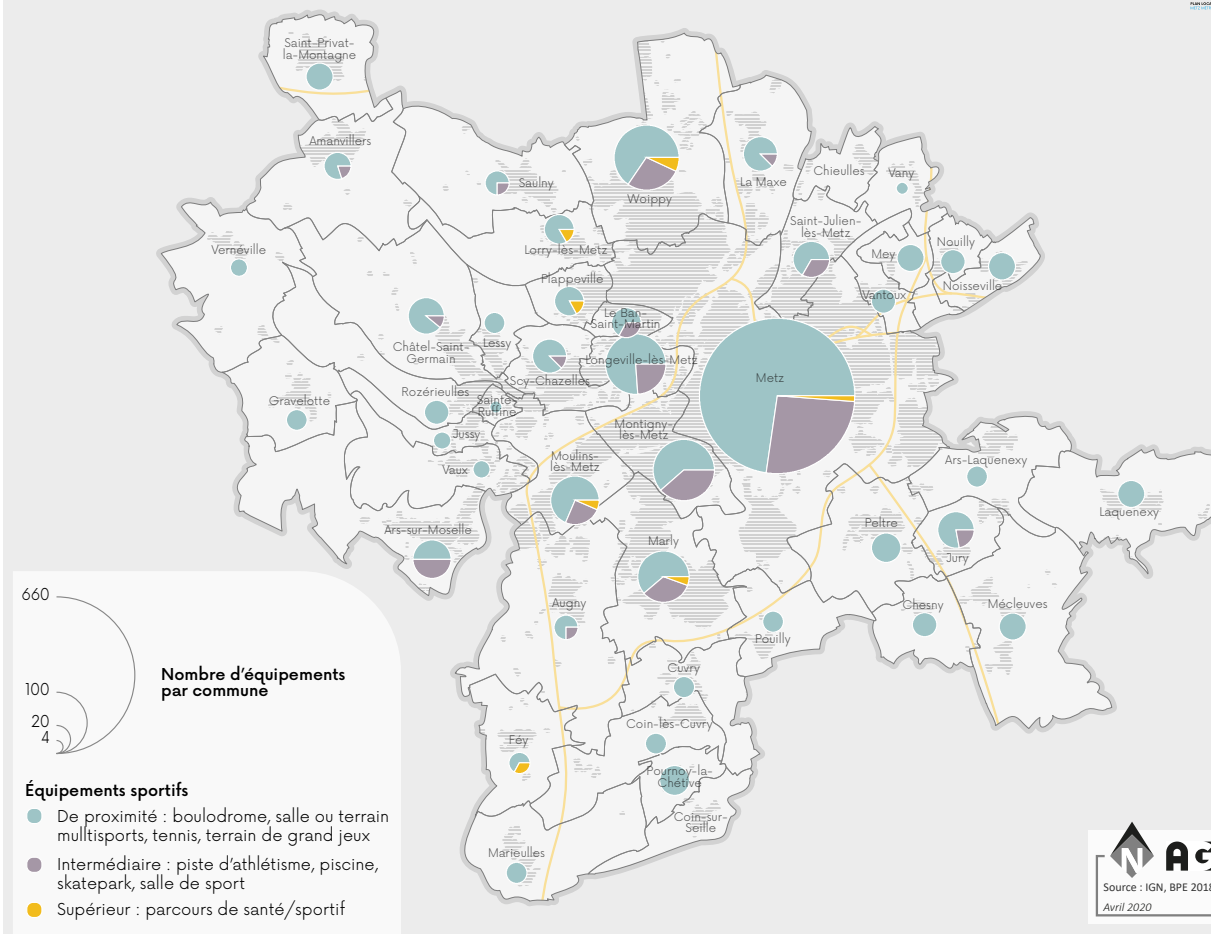 PLAN LOCA
Saint-Privat-
la-Montagne
Amanvillers
Saulny
Woippy
La Maxe
Chieulles
Vany
Saint-Julien-
lès-Metz
Lorry-lès-Metz
Vernéville
Plappeville
Mey
Nouilly
Noisseville
Vantoux
Le Ban-
Saint-Martin
Châtel-Saint-
Germain
Lessy
Longeville-lès-Metz
Scy-Chazelles
Metz
Rozérieulles
Sainte-
Ruffine
Gravelotte
Jussy
Montigny-
lès-Metz
Vaux
Moulins-
lès-Metz
Ars-Laquenexy
Laquenexy
Ars-sur-Moselle
Peltre
Marly
Jury
Augny
Chesny
Mécleuves
Pouilly
Cuvry
Coin-lès-Cuvry
Féy
Pournoy-la-
Chétive
Coin-sur-
Seille
Marieulles
660
100
20
4
Nombre d'équipements
par commune
Équipements sportifs
De proximité : boulodrome, salle ou terrain
mulltisports, tennis, terrain de grand jeux
Intermédiaire : piste d'athlétisme, piscine,
skatepark, salle de sport
Supérieur : parcours de santé/sportif
N
Source : IGN, BPE 2018
Avril 2020